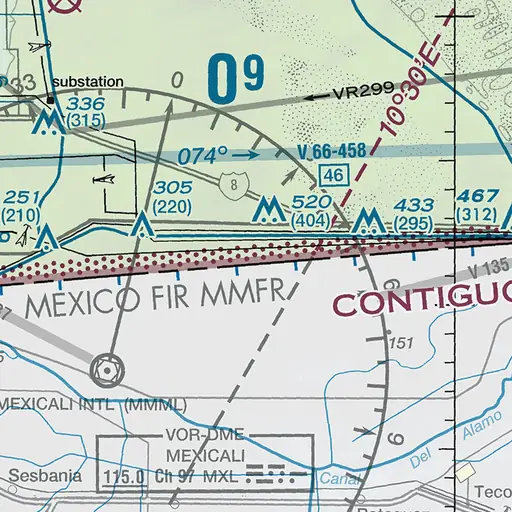 33
0
0⁹
substation
336
(315)
VR299
10°30'E
074°
V 66-458
46
8
251
(210)
305
(220)
520
(404)
433
(295)
467
(312)
MEXICO FIR MMFR
CONTIGUO
V 135
6
151
MEXICALI INTL (MMML)
9
VOR-DME
MEXICALI
115.0 Ch 97 MXL
Sesbania
Canal
Del Alamo
Teco